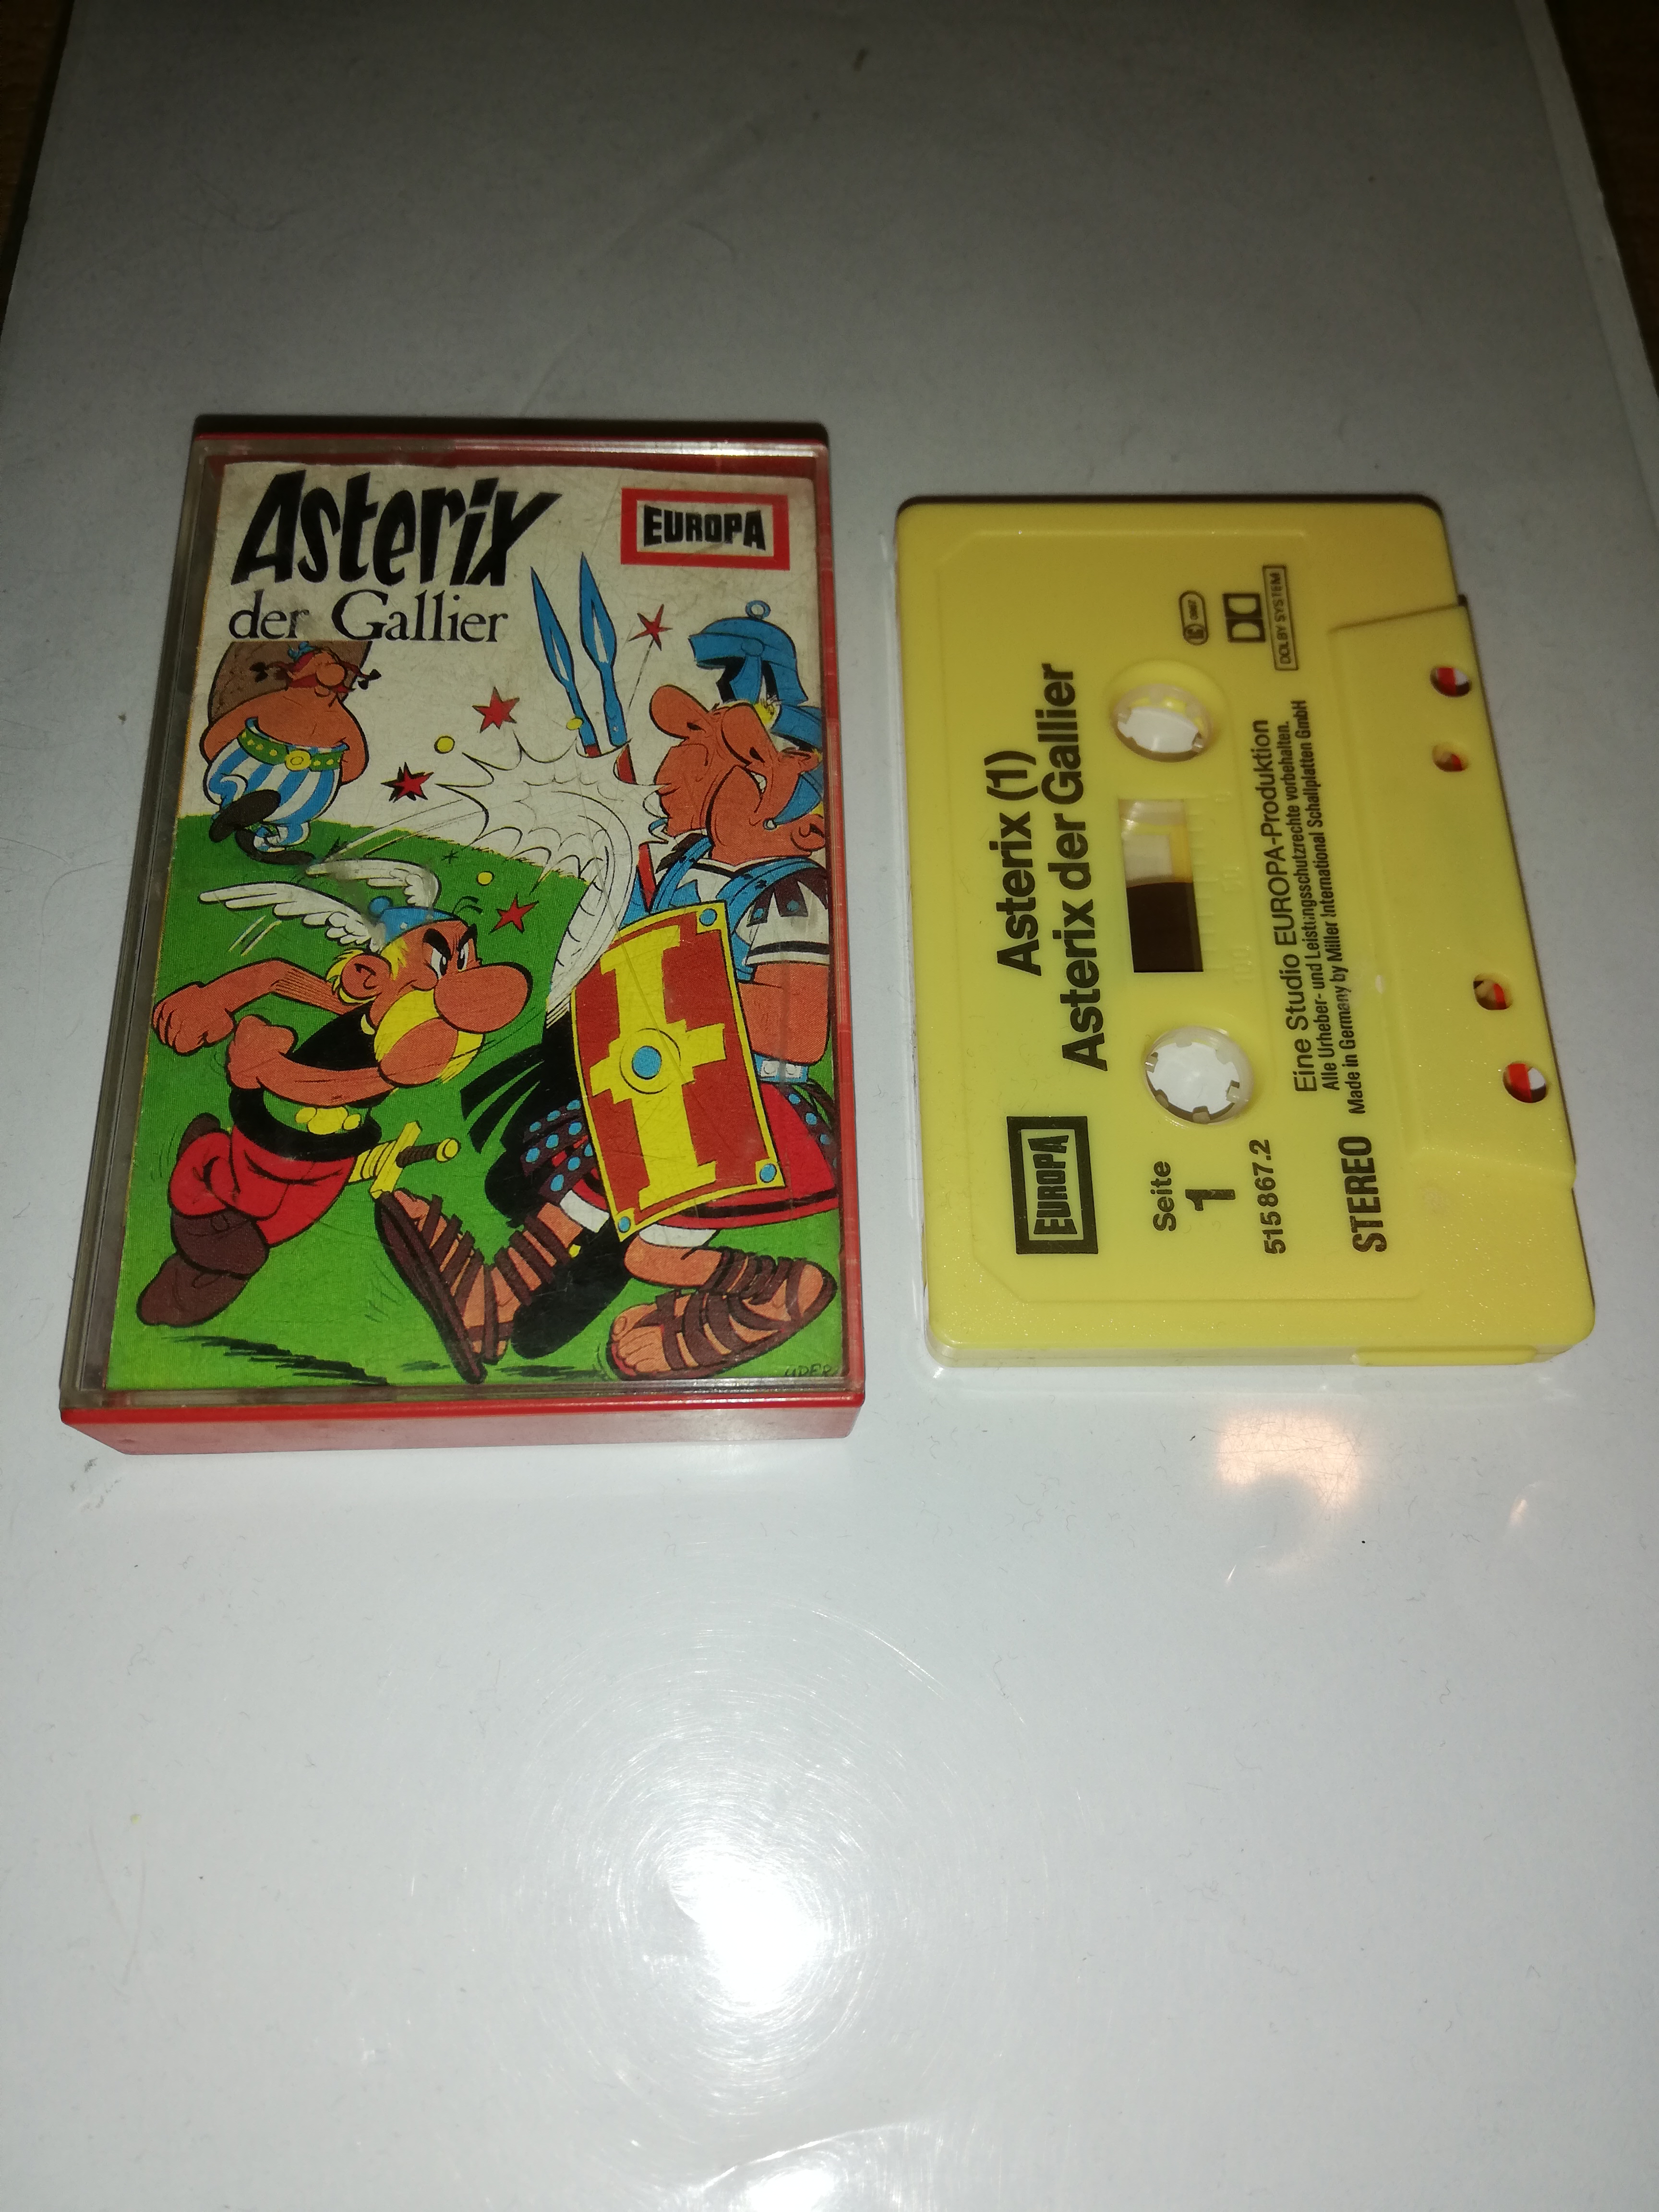 Asterix
der Gallier
EUROPA
Asterix (1)
Asterix der Gallier
EUROPA
Seite
1
515 867.2
DOLBY SYSTEM
Eine Studio EUROPA-Produktion
Alle Urheber- und Leistungsschutzrechte vorbehalten.
STEREO Made in Germany by Miller International Schallplatten GmbH